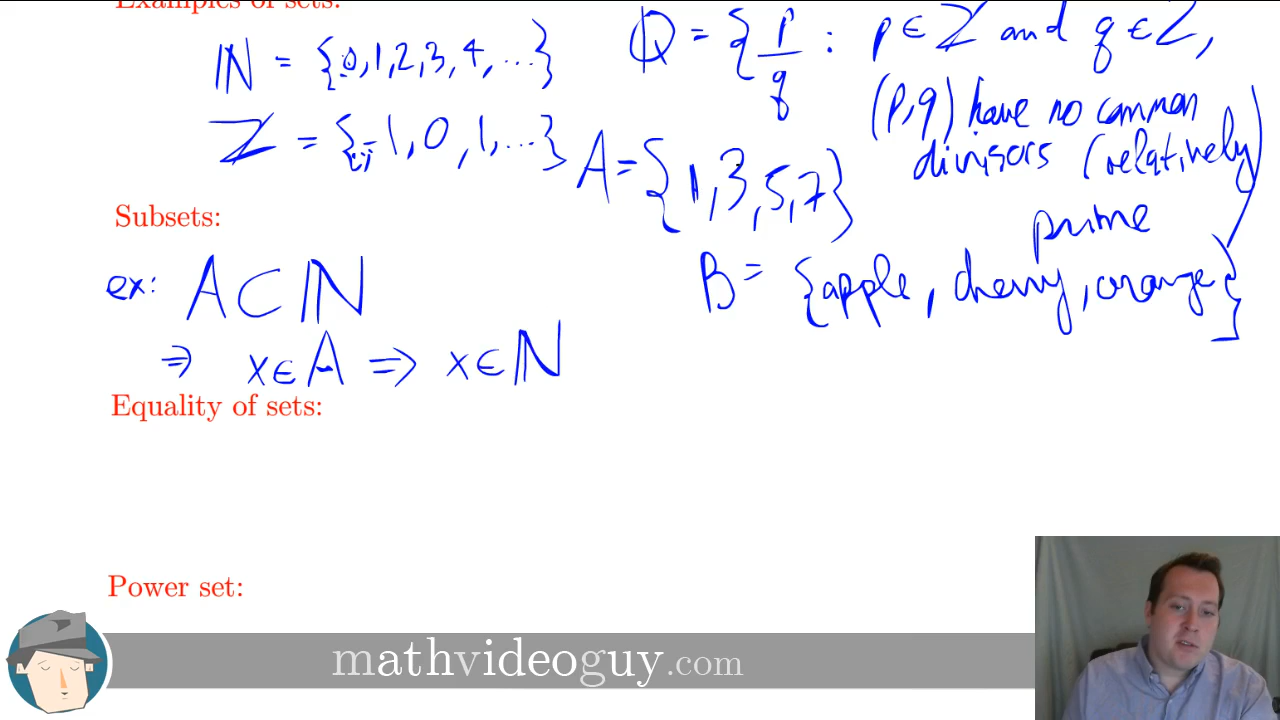 Examples of sets:
ℕ = {0,1,2,3,4,...}
ℤ = {...,-1,0,1,...}
ℚ = {p/q : p∈ℤ and q∈ℤ,
(p,q) have no common
divisors (relatively
prime
}
A = {1,3,5,7}
B = {apple, cherry, orange}
Subsets:
ex: A⊂ℕ
⇒ x∈A ⇒ x∈ℕ
Equality of sets:
Power set:
mathvideoguy.com